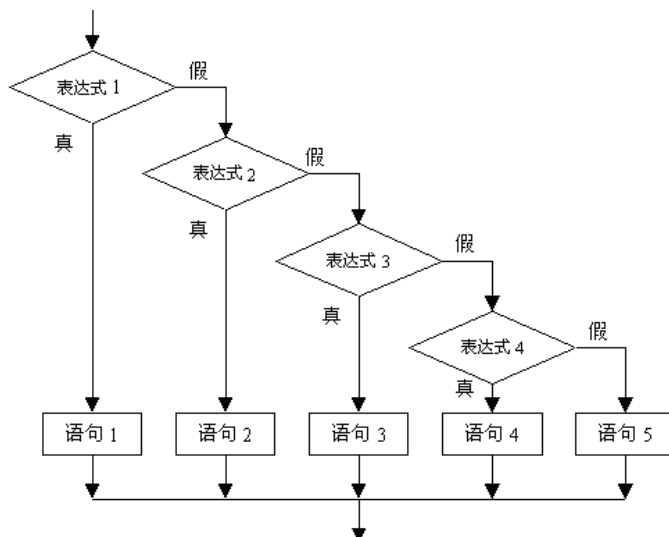 表达式 1
假
真
表达式 2
假
真
表达式 3
假
真
表达式 4
假
真
语句 1
语句 2
语句 3
语句 4
语句 5